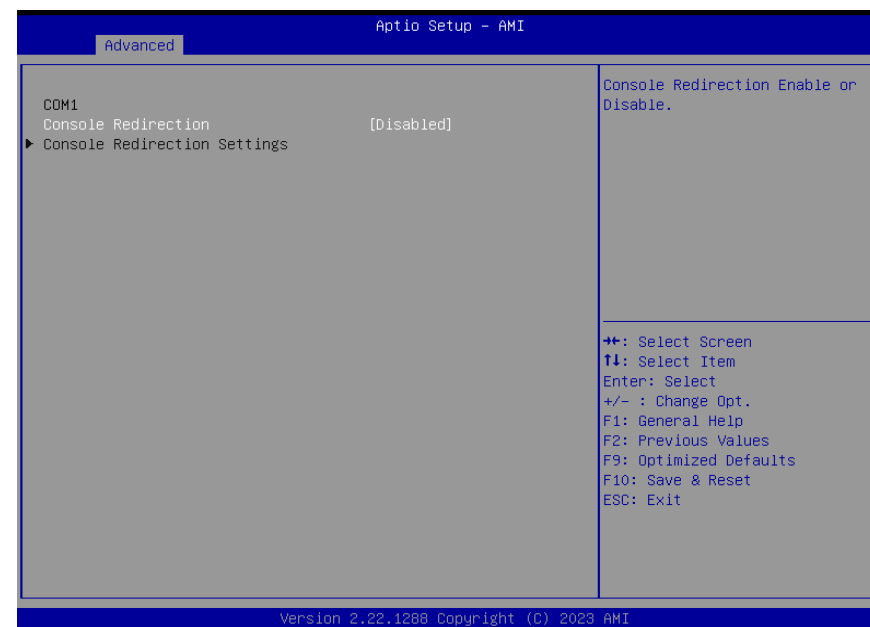 Aptio Setup – AMI
Advanced
COM1
Console Redirection [Disabled]
▶ Console Redirection Settings
Console Redirection Enable or
Disable.
→←: Select Screen
↑↓: Select Item
Enter: Select
+/– : Change Opt.
F1: General Help
F2: Previous Values
F9: Optimized Defaults
F10: Save & Reset
ESC: Exit
Version 2.22.1288 Copyright (C) 2023 AMI